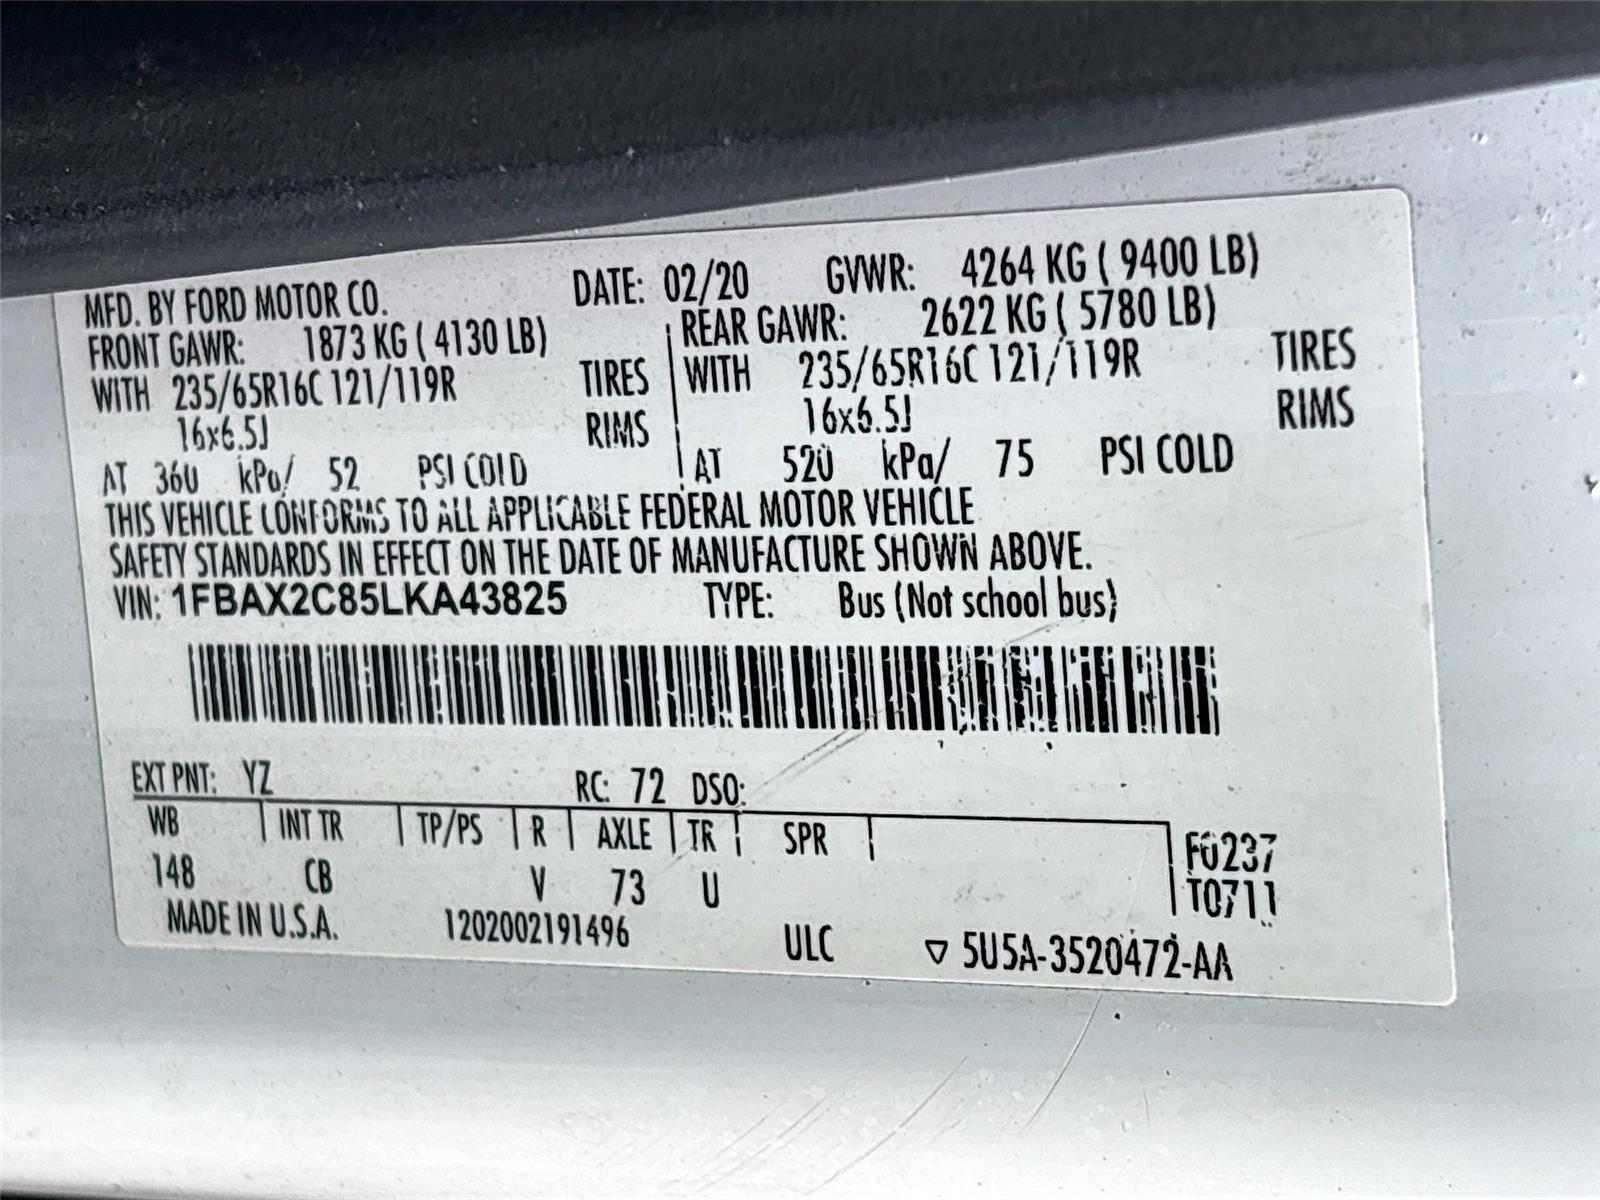 MFD. BY FORD MOTOR CO. DATE: 02/20 GVWR: 4264 KG ( 9400 LB)
FRONT GAWR: 1873 KG ( 4130 LB) REAR GAWR: 2622 KG ( 5780 LB)
WITH 235/65R16C 121/119R TIRES WITH 235/65R16C 121/119R TIRES
16x6.5J RIMS 16x6.5J RIMS
AT 360 kPa/ 52 PSI COLD AT 520 kPa/ 75 PSI COLD
THIS VEHICLE CONFORMS TO ALL APPLICABLE FEDERAL MOTOR VEHICLE
SAFETY STANDARDS IN EFFECT ON THE DATE OF MANUFACTURE SHOWN ABOVE.
VIN: 1FBAX2C85LKA43825 TYPE: Bus (Not school bus)
EXT PNT: YZ RC: 72 DSO:
WB INT TR TP/PS R AXLE TR SPR F0237
148 CB V 73 U T0711
MADE IN U.S.A. 1202002191496 ULC ▽ 5U5A-3520472-AA